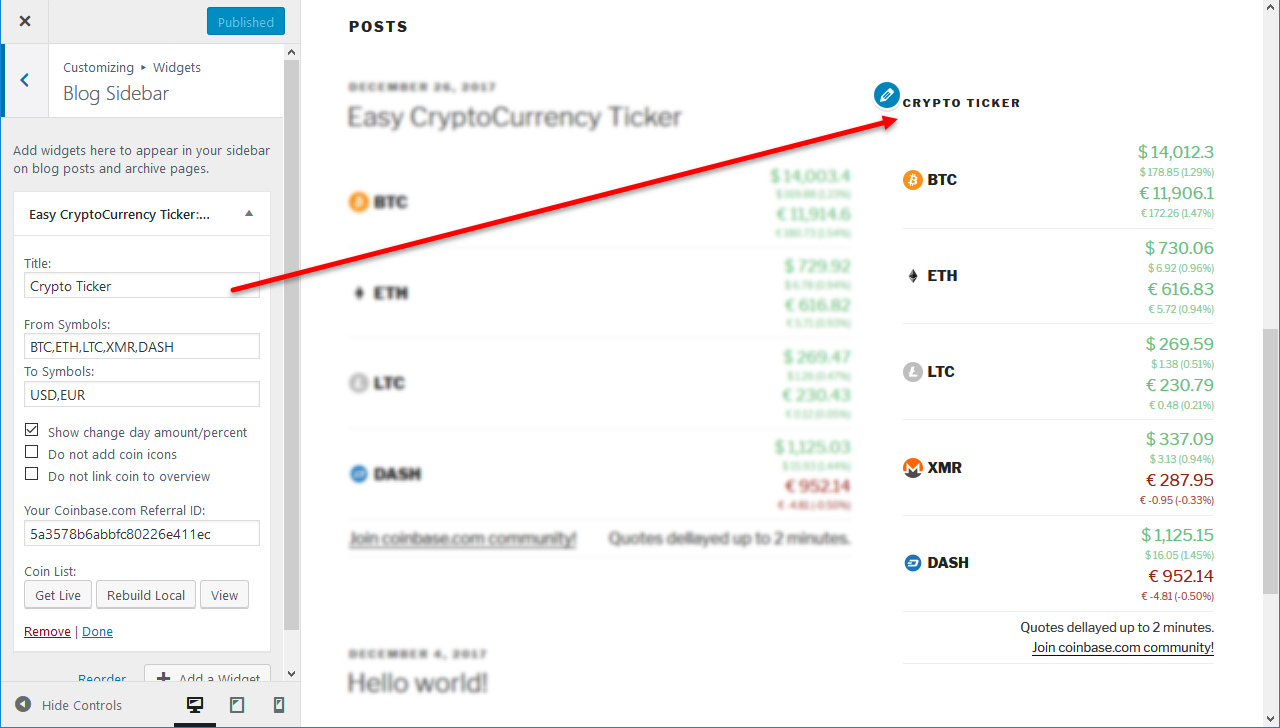 Published
Customizing ▸ Widgets
Blog Sidebar
Add widgets here to appear in your sidebar
on blog posts and archive pages.
Easy CryptoCurrency Ticker:...
Title:
Crypto Ticker
From Symbols:
BTC,ETH,LTC,XMR,DASH
To Symbols:
USD,EUR
Show change day amount/percent
Do not add coin icons
Do not link coin to overview
Your Coinbase.com Referral ID:
5a3578b6abbfc80226e411ec
Coin List:
Get Live Rebuild Local View
Remove | Done
Reorder Add a Widget
Hide Controls
POSTS
DECEMBER 26, 2017
Easy CryptoCurrency Ticker
$ 14,003.4
BTC
€ 11,914.6
$ 729.92
ETH
€ 616.82
$ 269.47
LTC
€ 230.43
$ 1,125.03
DASH
€ 952.14
€ -4.81 (-0.50%)
Join coinbase.com community! Quotes dellayed up to 2 minutes.
DECEMBER 4, 2017
Hello world!
CRYPTO TICKER
$ 14,012.3
$ 178.85 (1.29%)
BTC
€ 11,906.1
€ 172.26 (1.47%)
$ 730.06
$ 6.92 (0.96%)
ETH
€ 616.83
€ 5.72 (0.94%)
$ 269.59
$ 1.38 (0.51%)
LTC
€ 230.79
€ 0.48 (0.21%)
$ 337.09
$ 3.13 (0.94%)
XMR
€ 287.95
€ -0.95 (-0.33%)
$ 1,125.15
$ 16.05 (1.45%)
DASH
€ 952.14
€ -4.81 (-0.50%)
Quotes dellayed up to 2 minutes.
Join coinbase.com community!